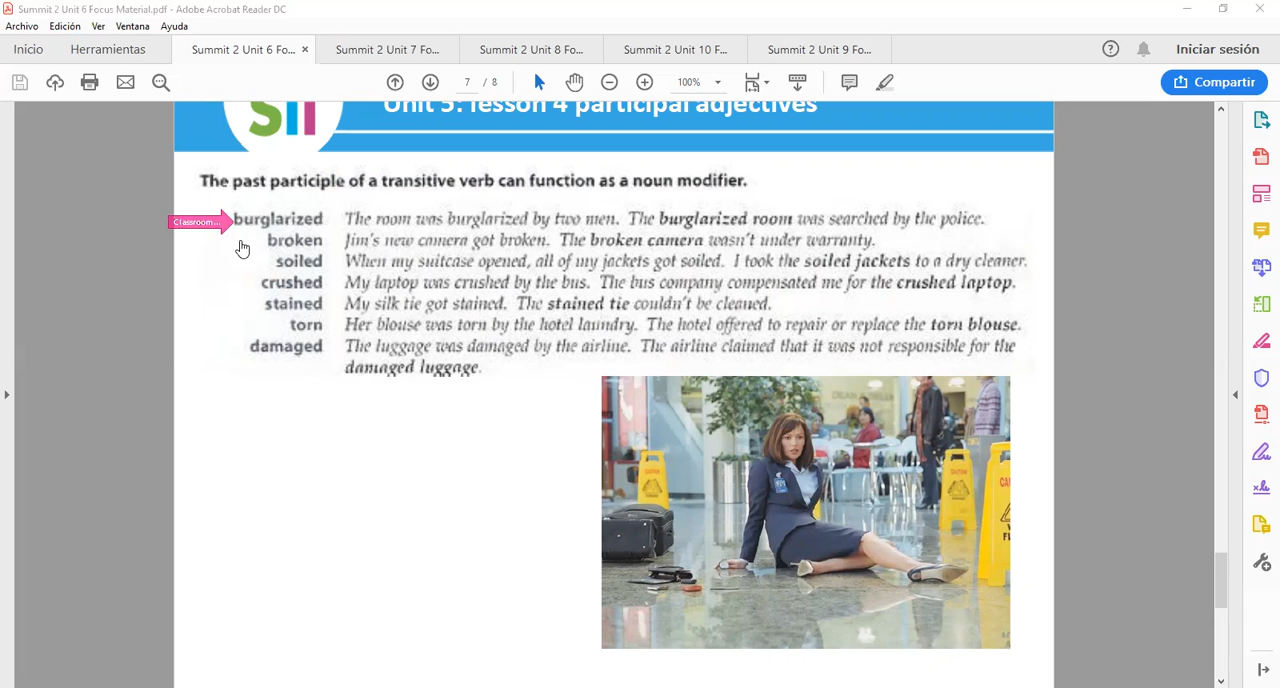 Summit 2 Unit 6 Focus Material.pdf - Adobe Acrobat Reader DC
Archivo Edición Ver Ventana Ayuda
Inicio Herramientas Summit 2 Unit 6 Fo... × Summit 2 Unit 7 Fo... Summit 2 Unit 8 Fo... Summit 2 Unit 10 F... Summit 2 Unit 9 Fo... Iniciar sesión
7 / 8 100% Compartir
Unit 5: lesson 4 participal adjectives
The past participle of a transitive verb can function as a noun modifier.
Classroom... burglarized The room was burglarized by two men. The burglarized room was searched by the police.
broken Jim's new camera got broken. The broken camera wasn't under warranty.
soiled When my suitcase opened, all of my jackets got soiled. I took the soiled jackets to a dry cleaner.
crushed My laptop was crushed by the bus. The bus company compensated me for the crushed laptop.
stained My silk tie got stained. The stained tie couldn't be cleaned.
torn Her blouse was torn by the hotel laundry. The hotel offered to repair or replace the torn blouse.
damaged The luggage was damaged by the airline. The airline claimed that it was not responsible for the
damaged luggage.
CAUTION